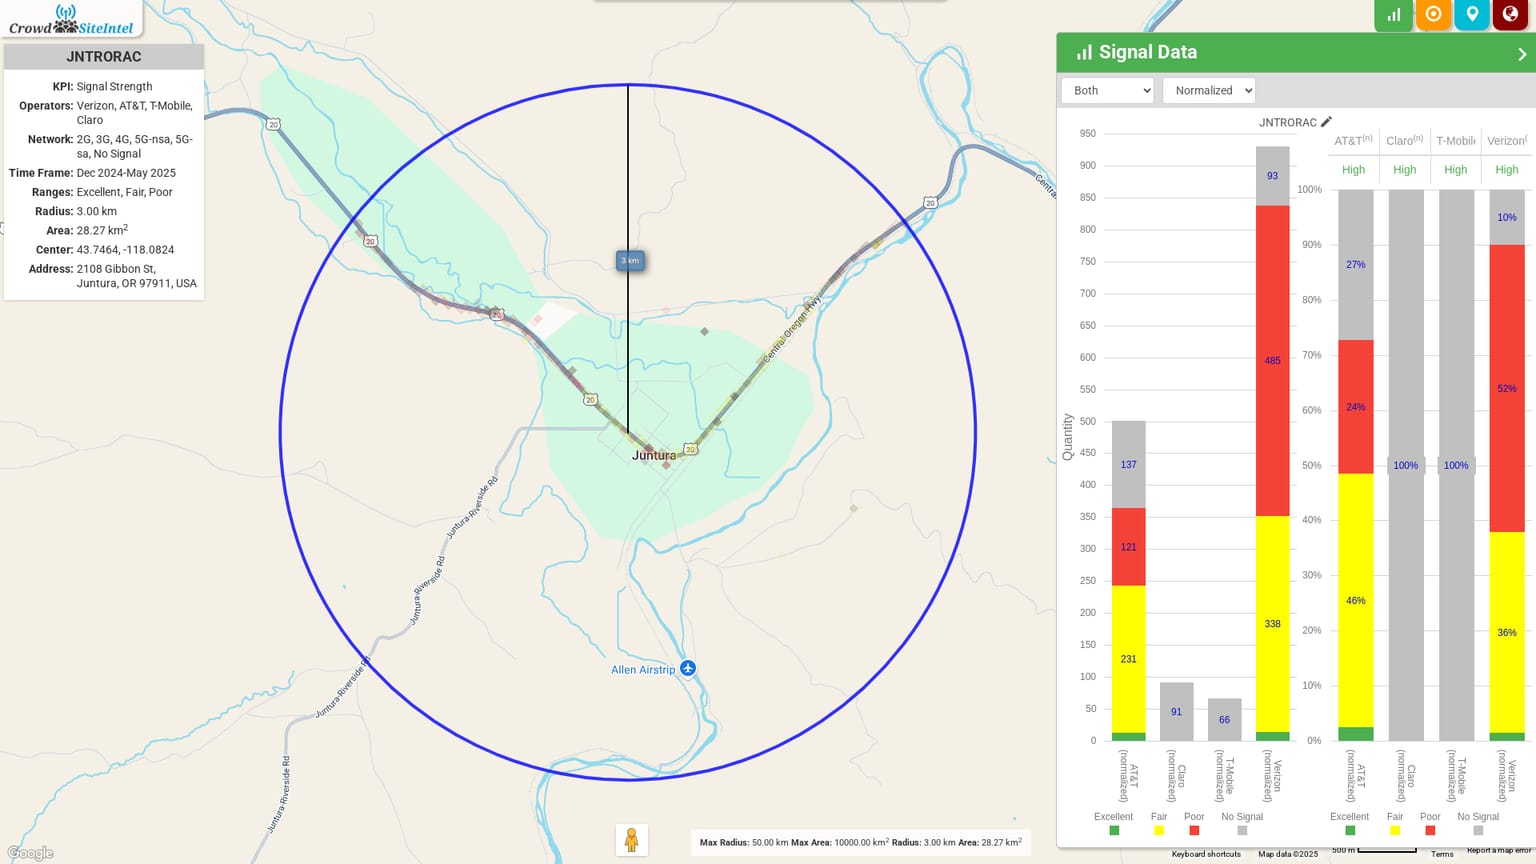 Crowd SiteIntel
JNTRORAC
KPI: Signal Strength
Operators: Verizon, AT&T, T-Mobile,
Claro
Network: 2G, 3G, 4G, 5G-nsa, 5G-
sa, No Signal
Time Frame: Dec 2024-May 2025
Ranges: Excellent, Fair, Poor
Radius: 3.00 km
Area: 28.27 km2
Center: 43.7464, -118.0824
Address: 2108 Gibbon St,
Juntura, OR 97911, USA
20
20
20
20
20
20
3 km
Central Oregon Hwy
Central
Juntura
Juntura-Riverside Rd
Juntura-Riverside Rd
Juntura-Riverside Rd
Juntura-Riverside Rd
Allen Airstrip
Google
Max Radius: 50.00 km Max Area: 10000.00 km2 Radius: 3.00 km Area: 28.27 km2
Signal Data
Both
Normalized
JNTRORAC
Quantity
950
900
850
800
750
700
650
600
550
500
450
400
350
300
250
200
150
100
50
0
137
121
231
91
66
93
485
338
AT&T (normalized)
Claro (normalized)
T-Mobile (normalized)
Verizon (normalized)
Excellent
Fair
Poor
No Signal
AT&T(n)
Claro(n)
T-Mobile
Verizon(
High
High
High
High
100%
90%
80%
70%
60%
50%
40%
30%
20%
10%
0%
27%
24%
46%
100%
100%
10%
52%
36%
AT&T (normalized)
Claro (normalized)
T-Mobile (normalized)
Verizon (normalized)
Excellent
Fair
Poor
No Signal
Keyboard shortcuts
Map data ©2025
500 m
Terms
Report a map error